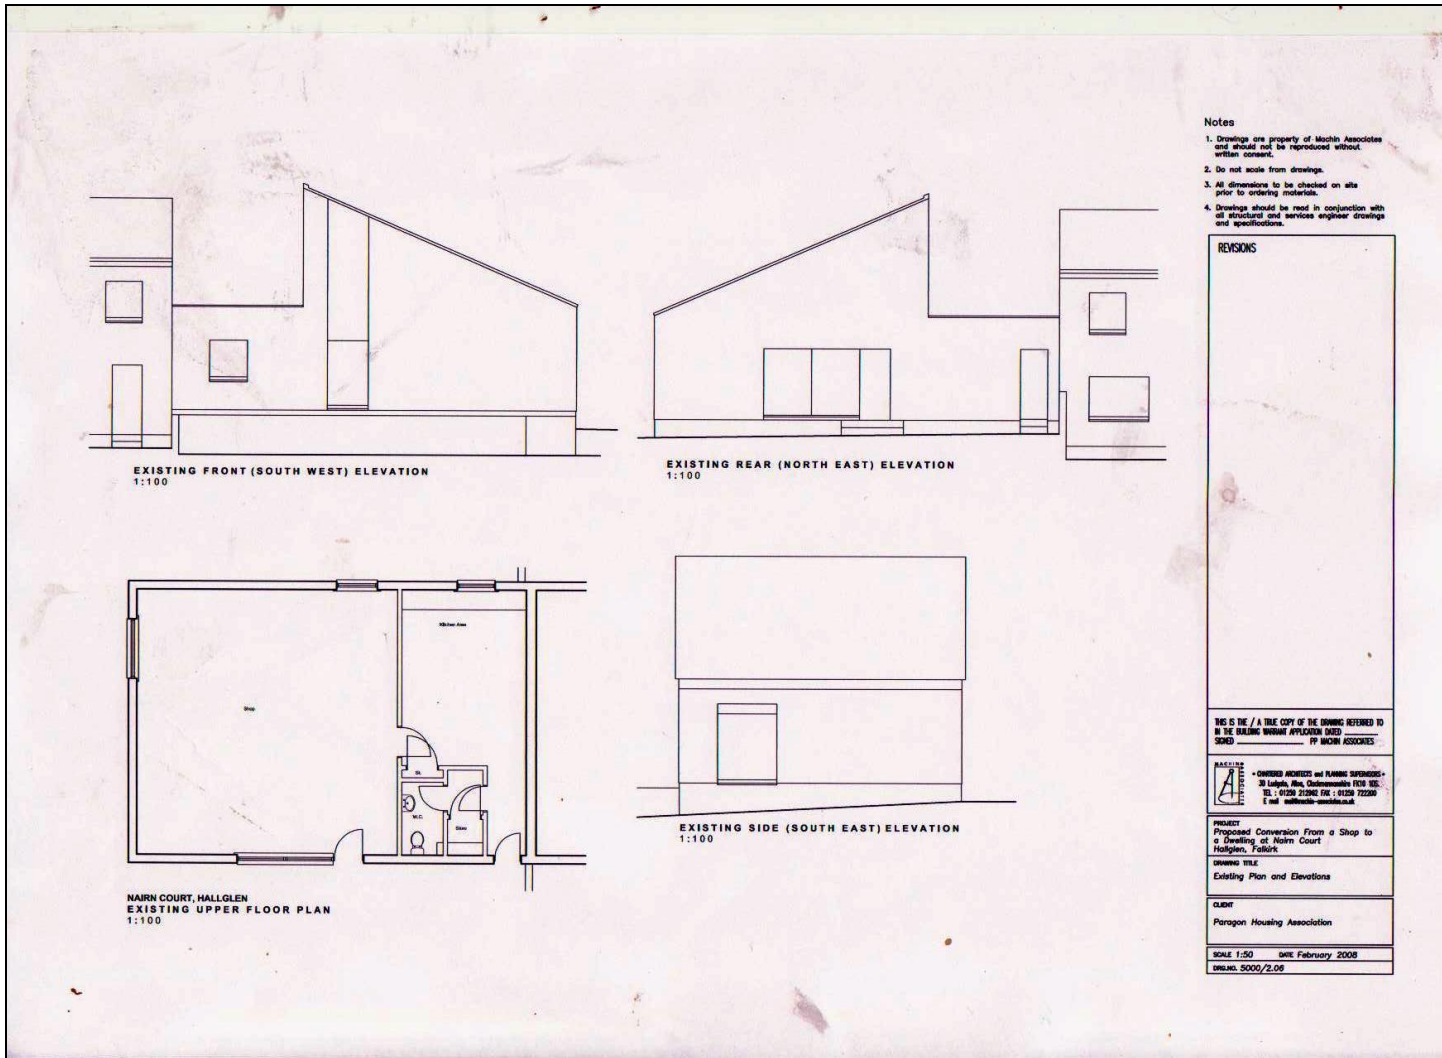 EXISTING FRONT (SOUTH WEST) ELEVATION
1:100
EXISTING REAR (NORTH EAST) ELEVATION
1:100
Shop
Kitchen Area
St.
W.C.
Store
NAIRN COURT, HALLGLEN
EXISTING UPPER FLOOR PLAN
1:100
EXISTING SIDE (SOUTH EAST) ELEVATION
1:100
Notes
1. Drawings are property of Machin Associates
and should not be reproduced without
written consent.
2. Do not scale from drawings.
3. All dimensions to be checked on site
prior to ordering materials.
4. Drawings should be read in conjunction with
all structural and services engineer drawings
and specifications.
REVISIONS
THIS IS THE / A TRUE COPY OF THE DRAWING REFERRED TO
IN THE BUILDING WARRANT APPLICATION DATED
SIGNED PP MACHIN ASSOCIATES
MACHIN
ASSOCIATES
• CHARTERED ARCHITECTS and PLANNING SUPERVISORS •
Alloa, Clackmannanshire FK10
TEL : 01259 FAX : 01259
E mail
PROJECT
Proposed Conversion From a Shop to
a Dwelling at Nairn Court
Hallglen, Falkirk
DRAWING TITLE
Existing Plan and Elevations
CLIENT
Paragon Housing Association
SCALE 1:50 DATE February 2008
DRG.NO. 5000/2.06